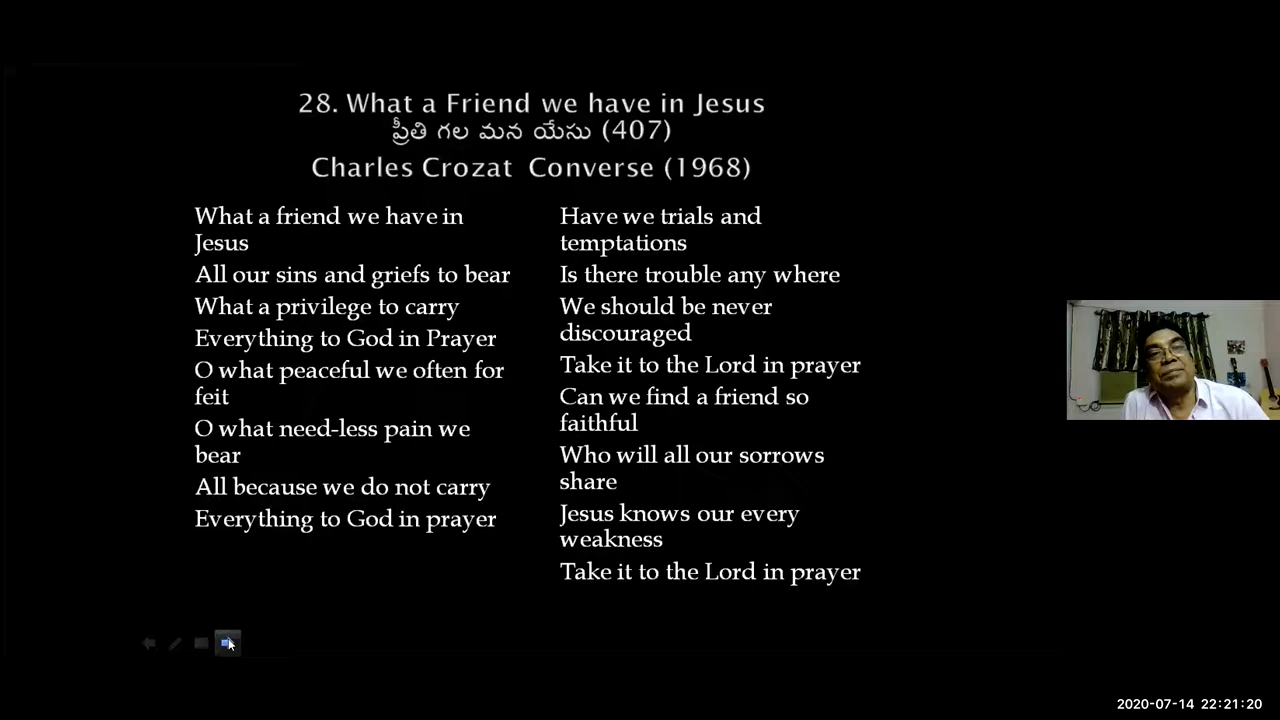 28. What a Friend we have in Jesus
ప్రీతి గల మన యేసు (407)
Charles Crozat Converse (1968)
What a friend we have in
Jesus
All our sins and griefs to bear
What a privilege to carry
Everything to God in Prayer
O what peaceful we often for
feit
O what need-less pain we
bear
All because we do not carry
Everything to God in prayer
Have we trials and
temptations
Is there trouble any where
We should be never
discouraged
Take it to the Lord in prayer
Can we find a friend so
faithful
Who will all our sorrows
share
Jesus knows our every
weakness
Take it to the Lord in prayer
2020-07-14 22:21:20